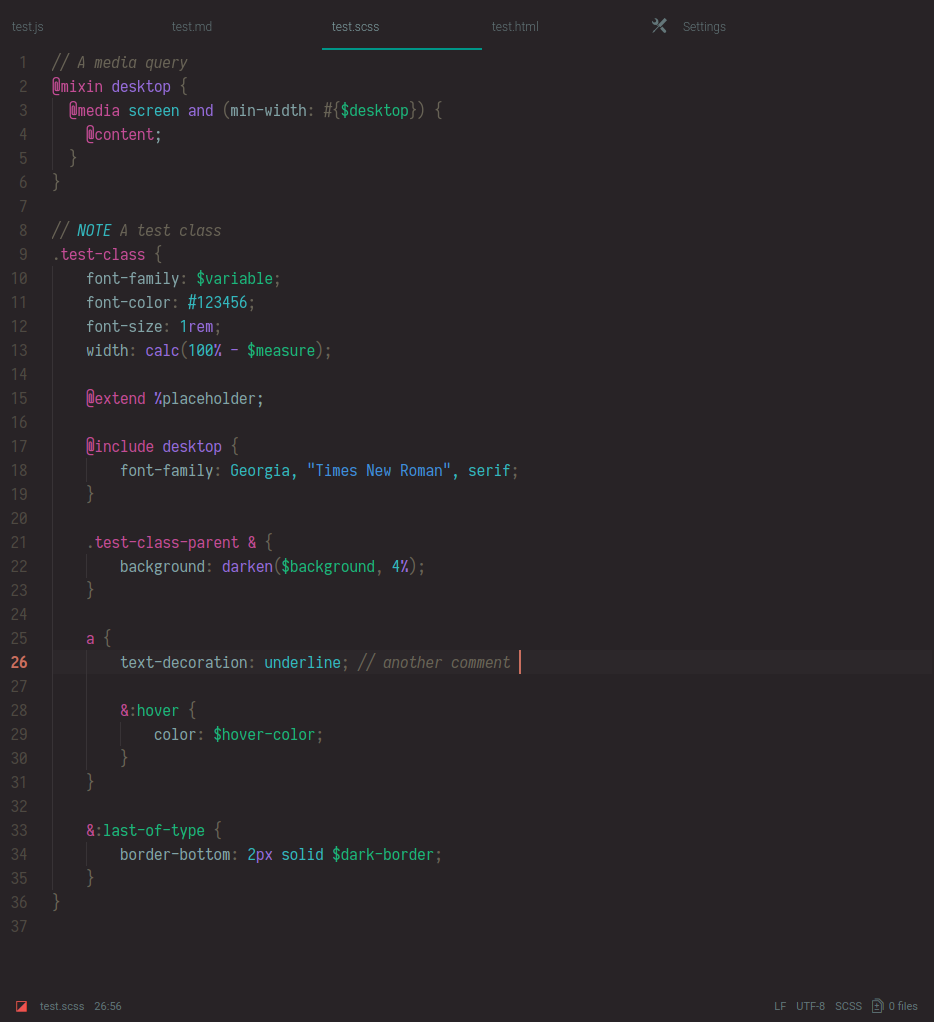 test.js test.md test.scss test.html Settings
1 // A media query
2 @mixin desktop {
3   @media screen and (min-width: #{$desktop}) {
4     @content;
5   }
6 }
7
8 // NOTE A test class
9 .test-class {
10     font-family: $variable;
11     font-color: #123456;
12     font-size: 1rem;
13     width: calc(100% - $measure);
14
15     @extend %placeholder;
16
17     @include desktop {
18         font-family: Georgia, "Times New Roman", serif;
19     }
20
21     .test-class-parent & {
22         background: darken($background, 4%);
23     }
24
25     a {
26         text-decoration: underline; // another comment
27
28         &:hover {
29             color: $hover-color;
30         }
31     }
32
33     &:last-of-type {
34         border-bottom: 2px solid $dark-border;
35     }
36 }
37
test.scss 26:56 LF UTF-8 SCSS 0 files